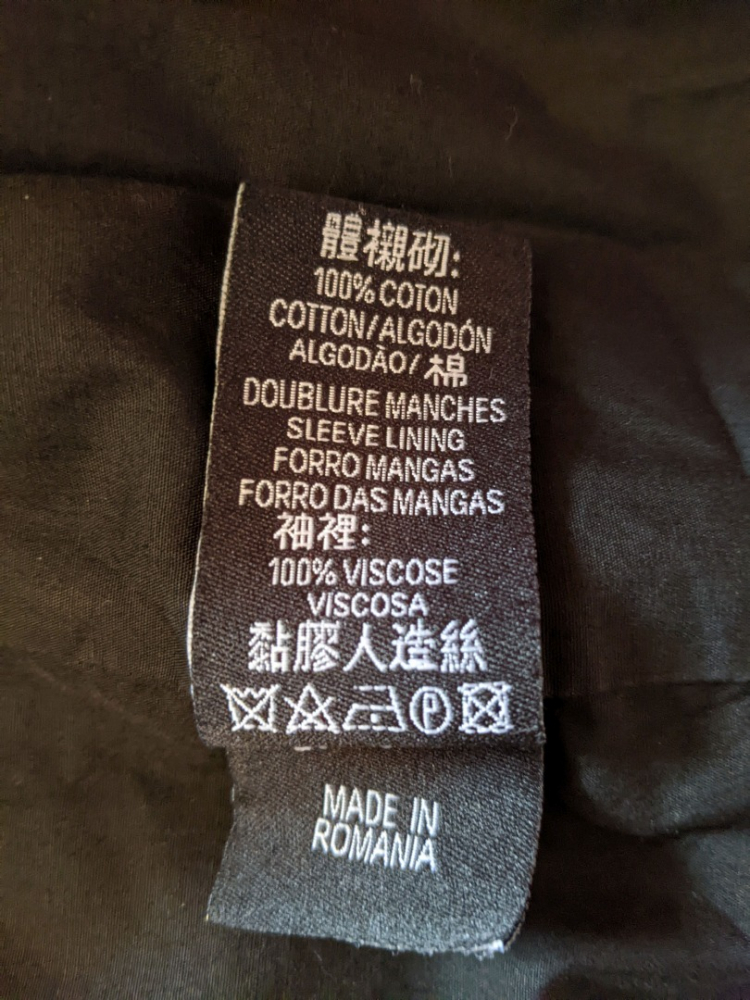 體襯砌:
100% COTON
COTTON/ALGODÓN
ALGODÃO/棉
DOUBLURE MANCHES
SLEEVE LINING
FORRO MANGAS
FORRO DAS MANGAS
袖裡:
100% VISCOSE
VISCOSA
黏膠人造絲
P
MADE IN
ROMANIA